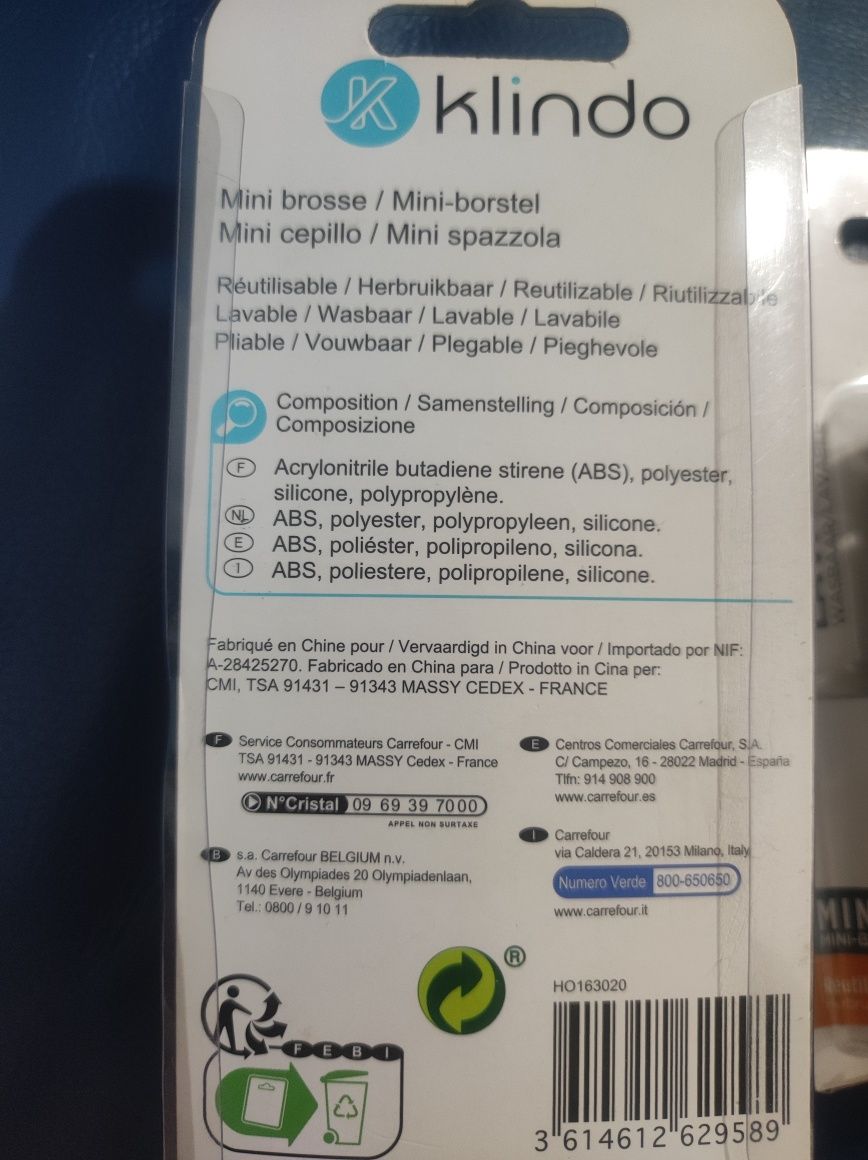 klindo
Mini brosse / Mini-borstel
Mini cepillo / Mini spazzola
Réutilisable / Herbruikbaar / Reutilizable / Riutilizzabile
Lavable / Wasbaar / Lavable / Lavabile
Pliable / Vouwbaar / Plegable / Pieghevole
Composition / Samenstelling / Composición /
Composizione
F Acrylonitrile butadiene stirene (ABS), polyester,
silicone, polypropylène.
NL ABS, polyester, polypropyleen, silicone.
E ABS, poliéster, polipropileno, silicona.
I ABS, poliestere, polipropilene, silicone.
Fabriqué en Chine pour / Vervaardigd in China voor / Importado por NIF:
A-28425270. Fabricado en China para / Prodotto in Cina per:
CMI, TSA 91431 – 91343 MASSY CEDEX - FRANCE
F Service Consommateurs Carrefour - CMI
TSA 91431 - 91343 MASSY Cedex - France
www.carrefour.fr
N°Cristal 09 69 39 7000
APPEL NON SURTAXE
B s.a. Carrefour BELGIUM n.v.
Av des Olympiades 20 Olympiadenlaan,
1140 Evere - Belgium
Tel.: 0800 / 9 10 11
E Centros Comerciales Carrefour, S.A.
C/ Campezo, 16 - 28022 Madrid - España
Tlfn: 914 908 900
www.carrefour.es
I Carrefour
via Caldera 21, 20153 Milano, Italy
Numero Verde 800-650650
www.carrefour.it
®
F E B I
HO163020
3 614612 629589
MIN
MINI-B